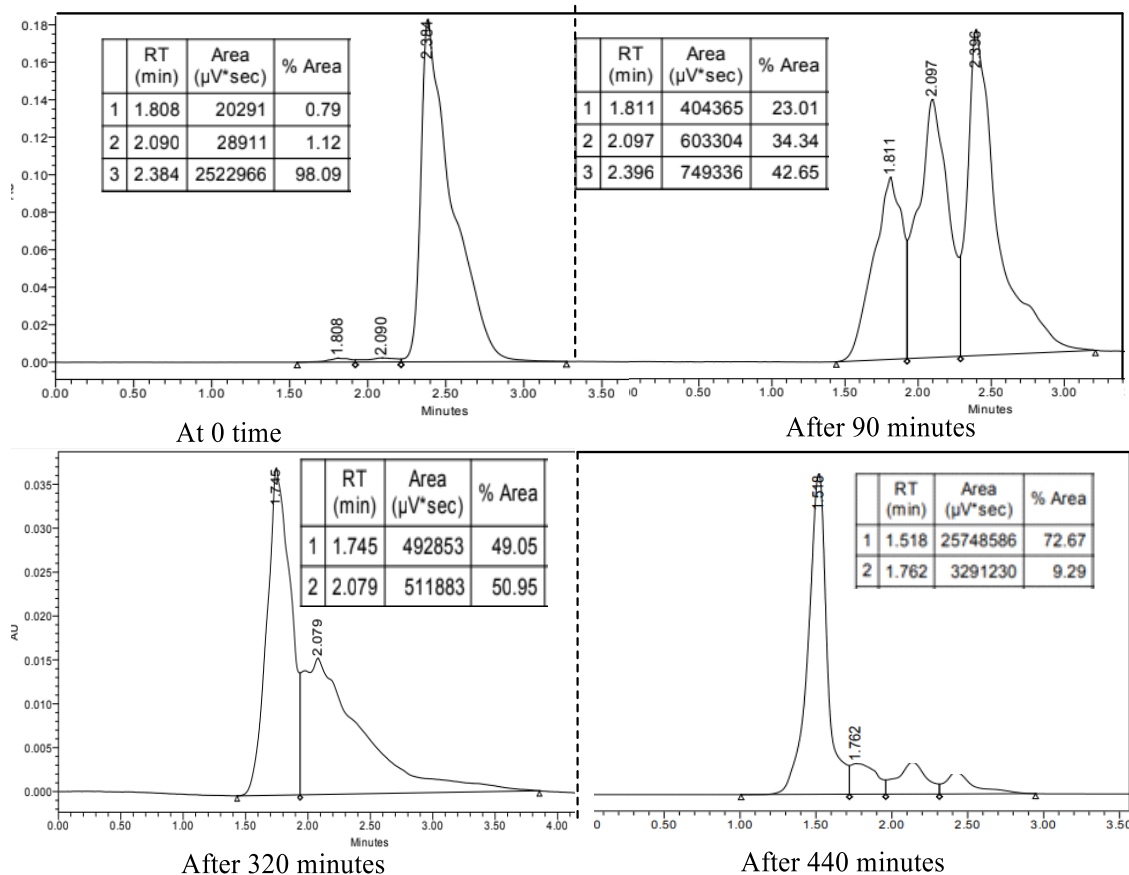 0.18
0.16
0.14
0.12
0.10
0.08
0.06
0.04
0.02
0.00
2.384
RT (min) Area (µV*sec) % Area
1 1.808 20291 0.79
2 2.090 28911 1.12
3 2.384 2522966 98.09
1.808
2.090
0.00 0.50 1.00 1.50 2.00 2.50 3.00 3.50
Minutes
At 0 time
RT (min) Area (µV*sec) % Area
1 1.811 404365 23.01
2 2.097 603304 34.34
3 2.396 749336 42.65
1.811
2.097
2.396
0.50 1.00 1.50 2.00 2.50 3.00
Minutes
After 90 minutes
AU
0.035
0.030
0.025
0.020
0.015
0.010
0.005
0.000
1.745
2.079
RT (min) Area (µV*sec) % Area
1 1.745 492853 49.05
2 2.079 511883 50.95
0.00 0.50 1.00 1.50 2.00 2.50 3.00 3.50 4.00
Minutes
After 320 minutes
1.518
1.762
RT (min) Area (µV*sec) % Area
1 1.518 25748586 72.67
2 1.762 3291230 9.29
0.50 1.00 1.50 2.00 2.50 3.00 3.50
After 440 minutes